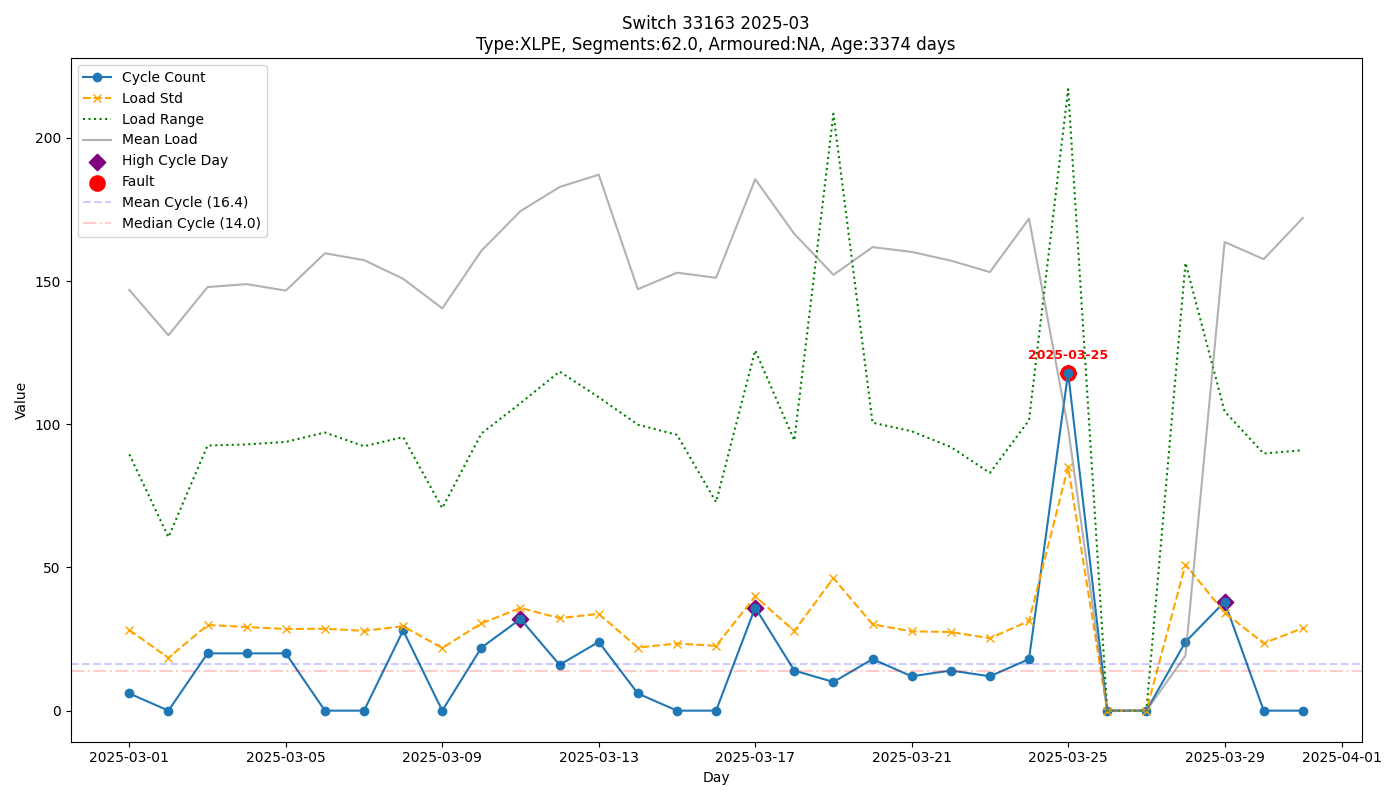 Switch 33163 2025-03
Type:XLPE, Segments:62.0, Armoured:NA, Age:3374 days
Cycle Count
Load Std
Load Range
Mean Load
High Cycle Day
Fault
Mean Cycle (16.4)
Median Cycle (14.0)
200
150
100
50
0
Value
2025-03-25
2025-03-01
2025-03-05
2025-03-09
2025-03-13
2025-03-17
2025-03-21
2025-03-25
2025-03-29
2025-04-01
Day